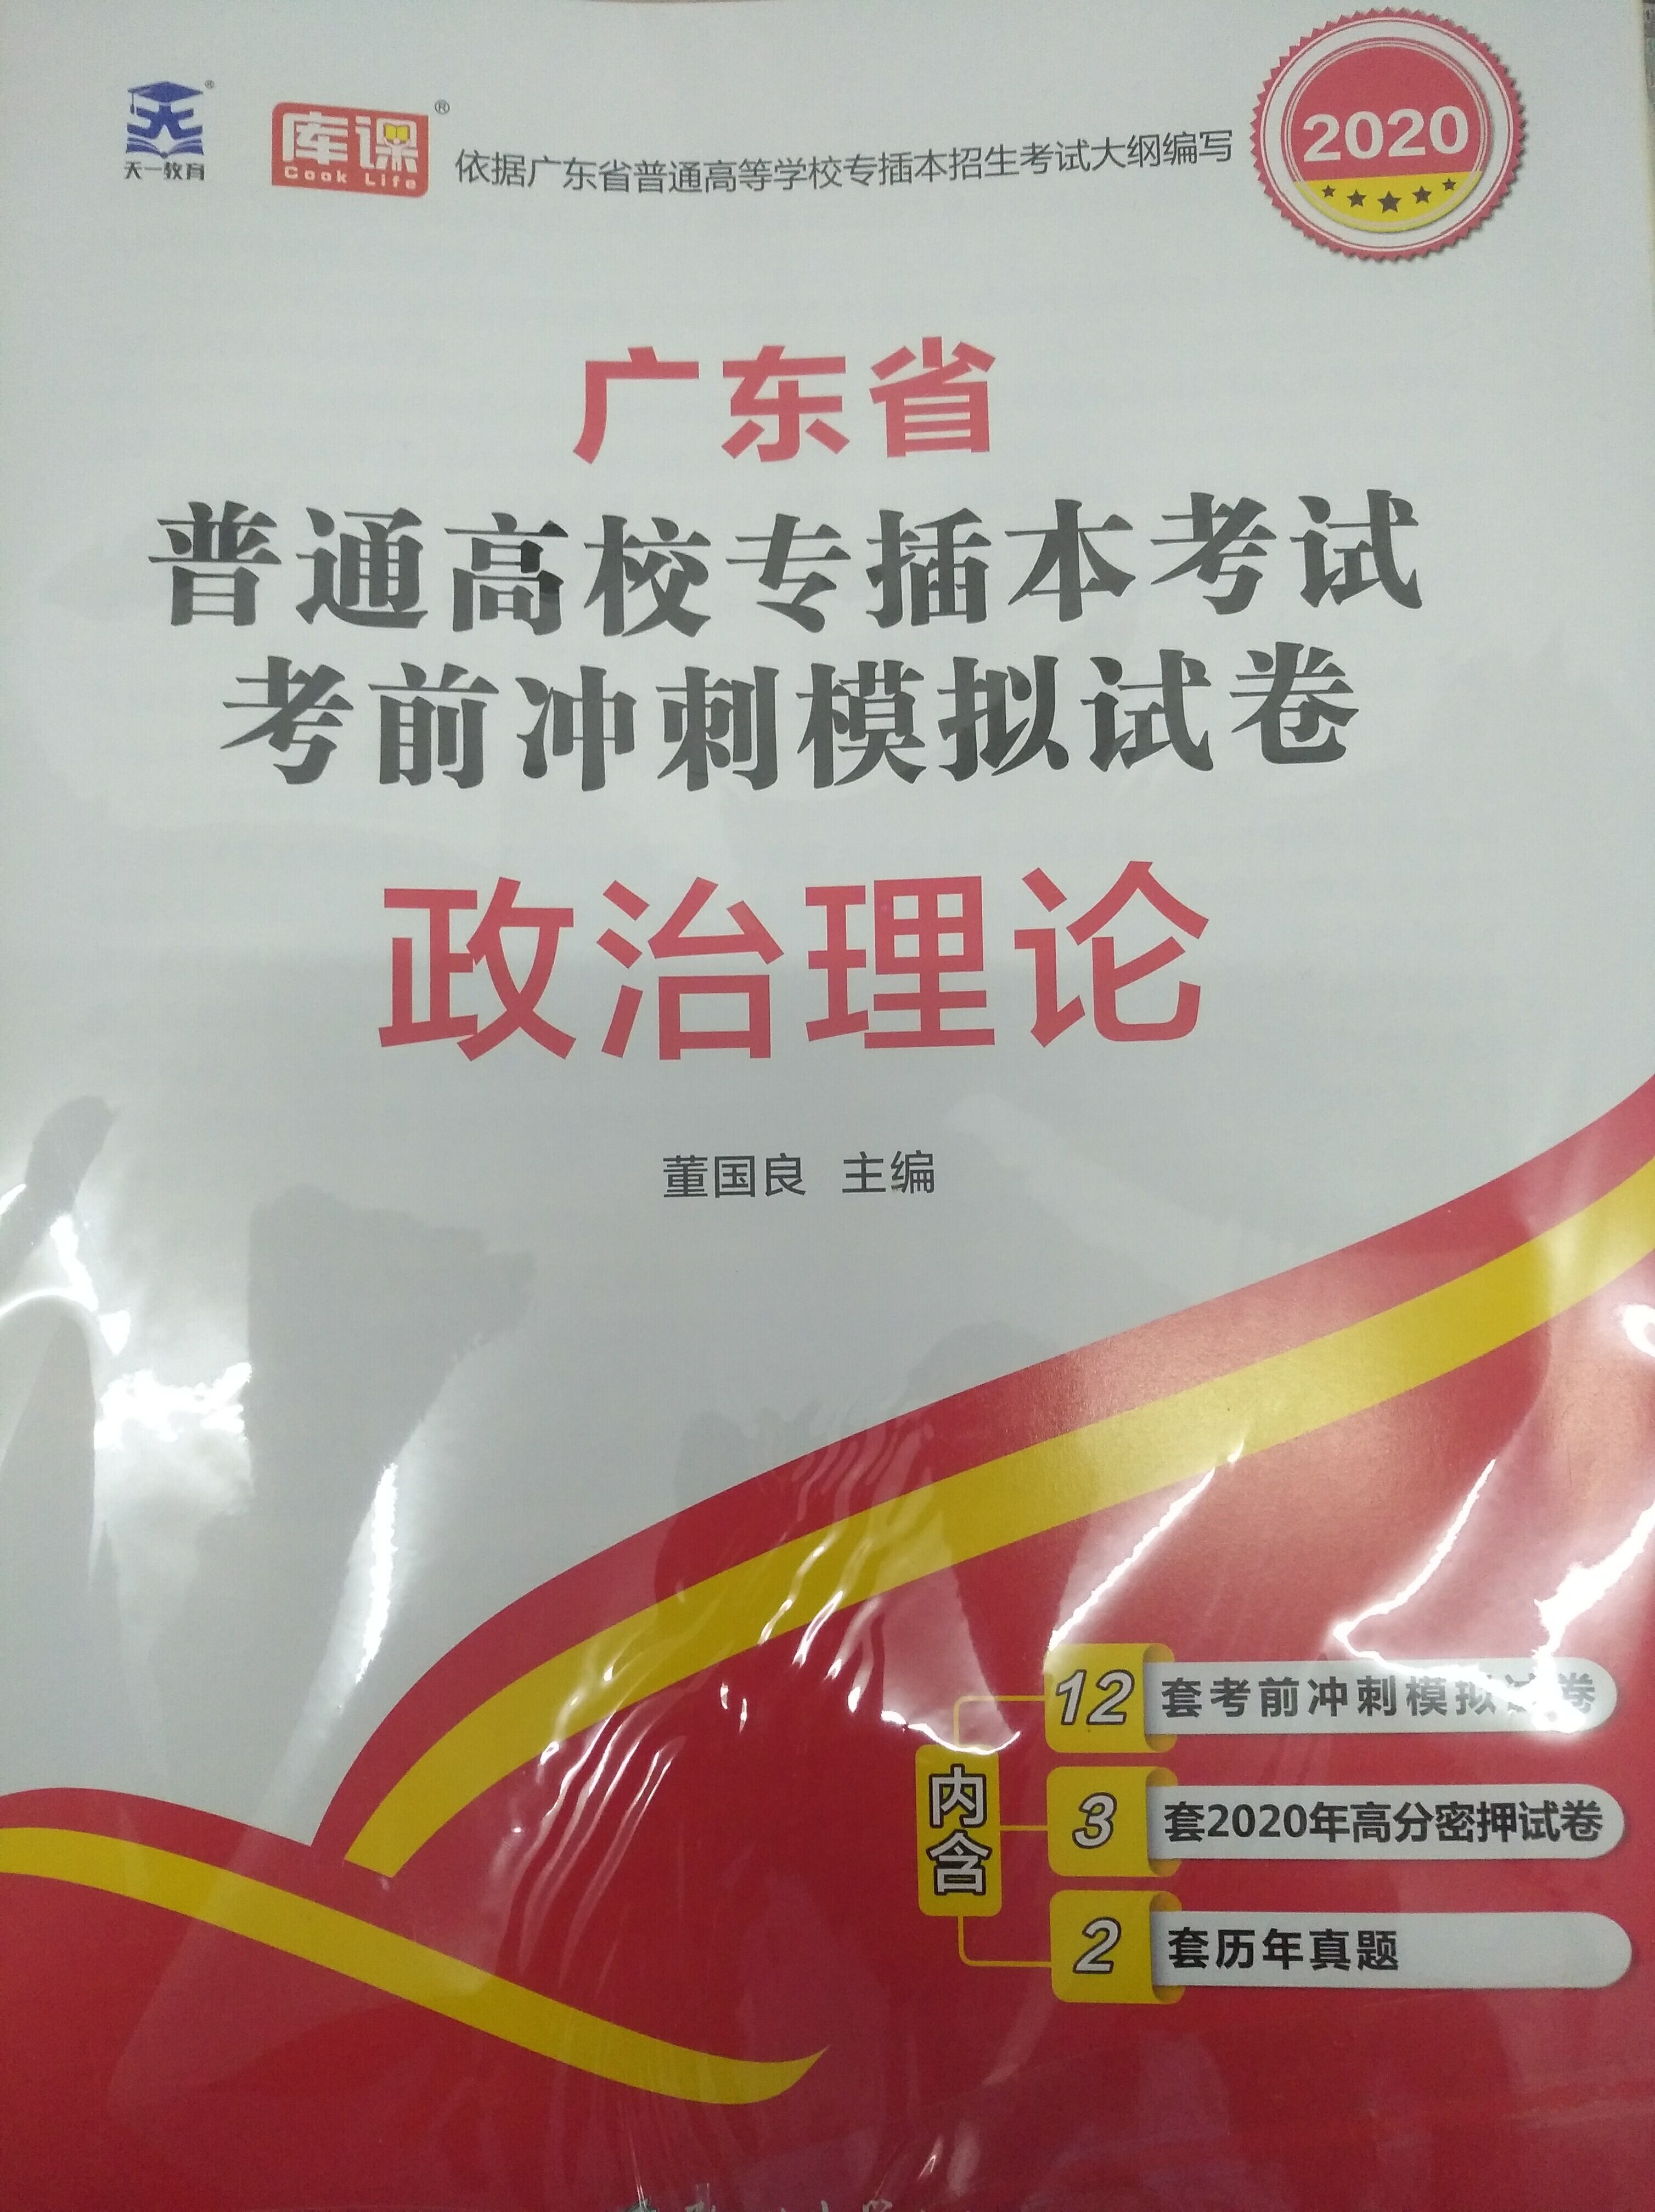 天一教育
库课
Cook Life
依据广东省普通高等学校专插本招生考试大纲编写
2020
广东省
普通高校专插本考试
考前冲刺模拟试卷
政治理论
董国良 主编
内含
12 套考前冲刺模拟试卷
3 套2020年高分密押试卷
2 套历年真题